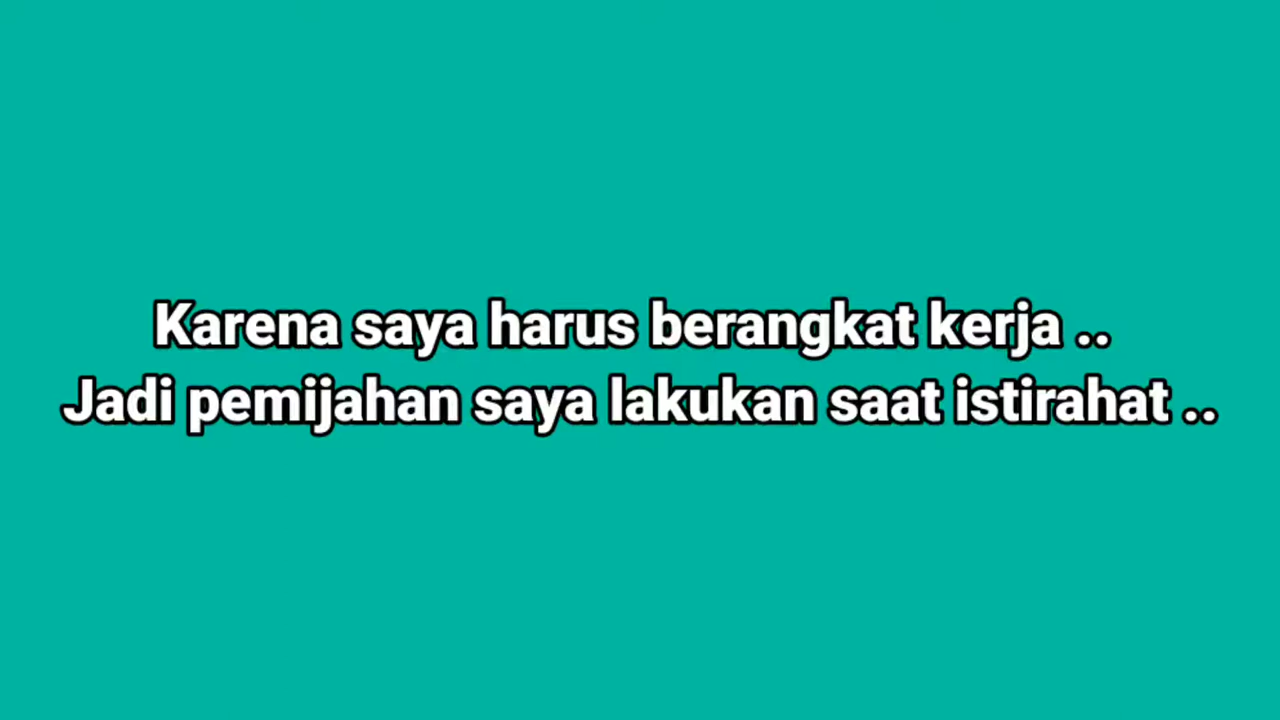 Karena saya harus berangkat kerja ..
Jadi pemijahan saya lakukan saat istirahat ..